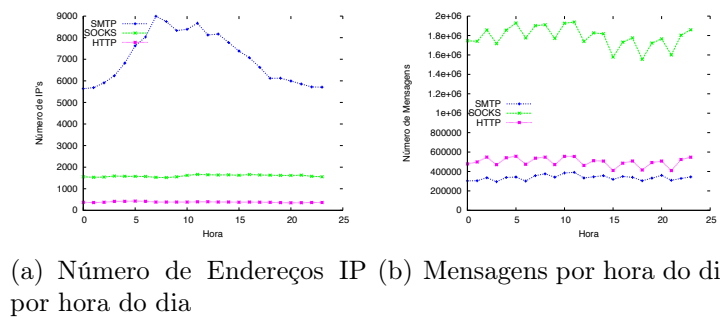 9000
8000
7000
6000
5000
4000
3000
2000
1000
0
Número de IP's
SMTP
SOCKS
HTTP
0 5 10 15 20 25
Hora
2e+06
1.8e+06
1.6e+06
1.4e+06
1.2e+06
1e+06
800000
600000
400000
200000
0
Número de Mensagens
SMTP
SOCKS
HTTP
0 5 10 15 20 25
Hora
(a) Número de Endereços IP
por hora do dia
(b) Mensagens por hora do di